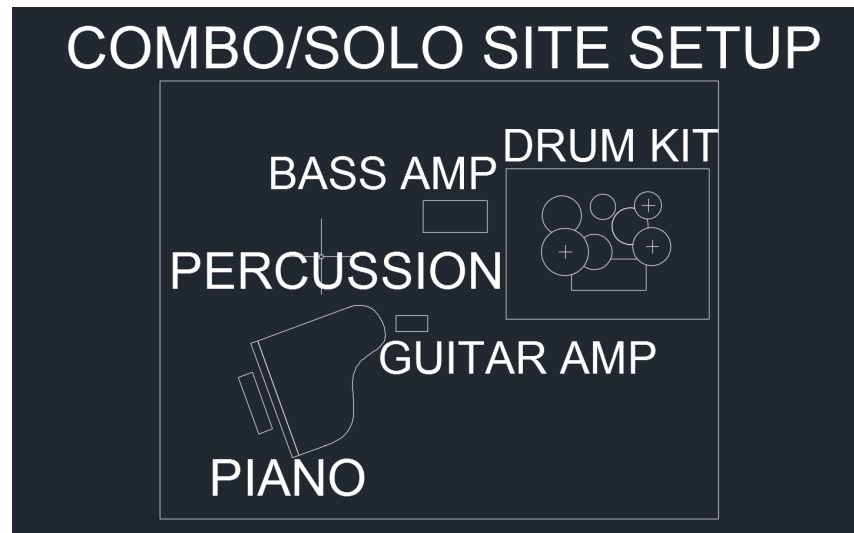 COMBO/SOLO SITE SETUP
DRUM KIT
BASS AMP
PERCUSSION
GUITAR AMP
PIANO